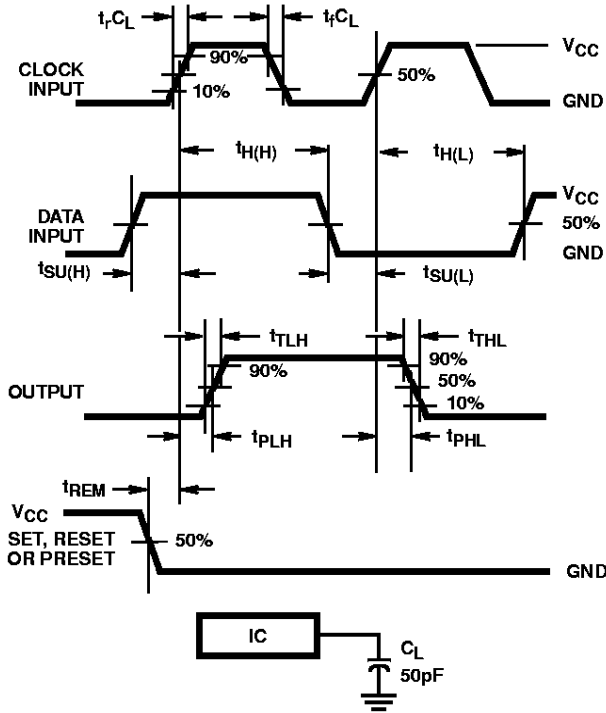 trCL
tfCL
CLOCK
INPUT
90%
10%
50%
VCC
GND
tH(H)
tH(L)
DATA
INPUT
VCC
50%
GND
tSU(H)
tSU(L)
tTLH
tTHL
OUTPUT
90%
90%
50%
10%
tPLH
tPHL
tREM
VCC
SET, RESET
OR PRESET
50%
GND
IC
CL
50pF